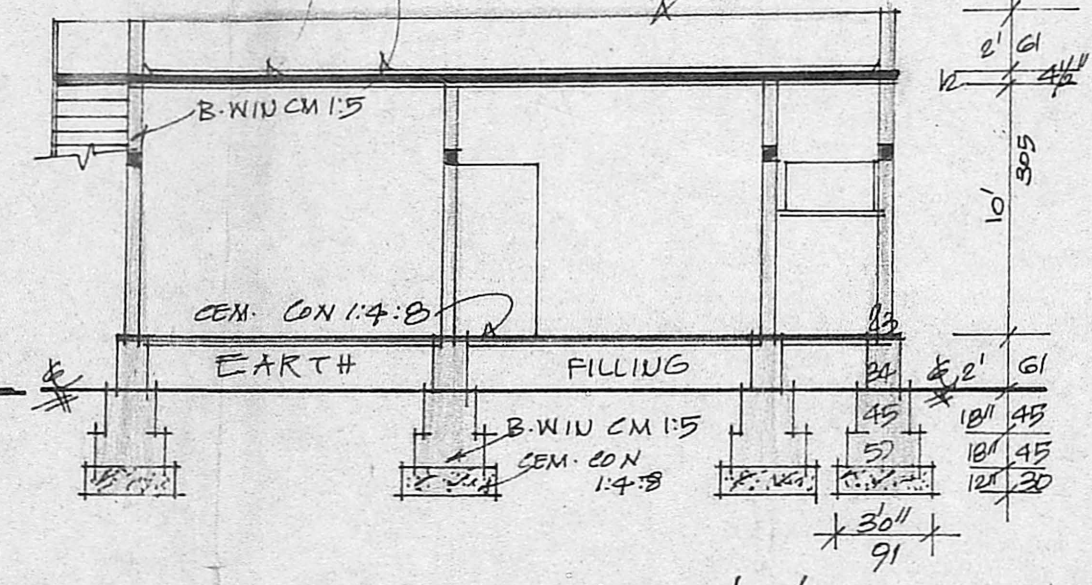 2' 61
12 4½"
B.W IN CM 1:5
10' 305
CEM. CON 1:4:8
23
EARTH FILLING
34
2' 61
45
18" 45
B.W IN CM 1:5
57
18" 45
CEM. CON
1:4:8
12" 30
3'0"
91